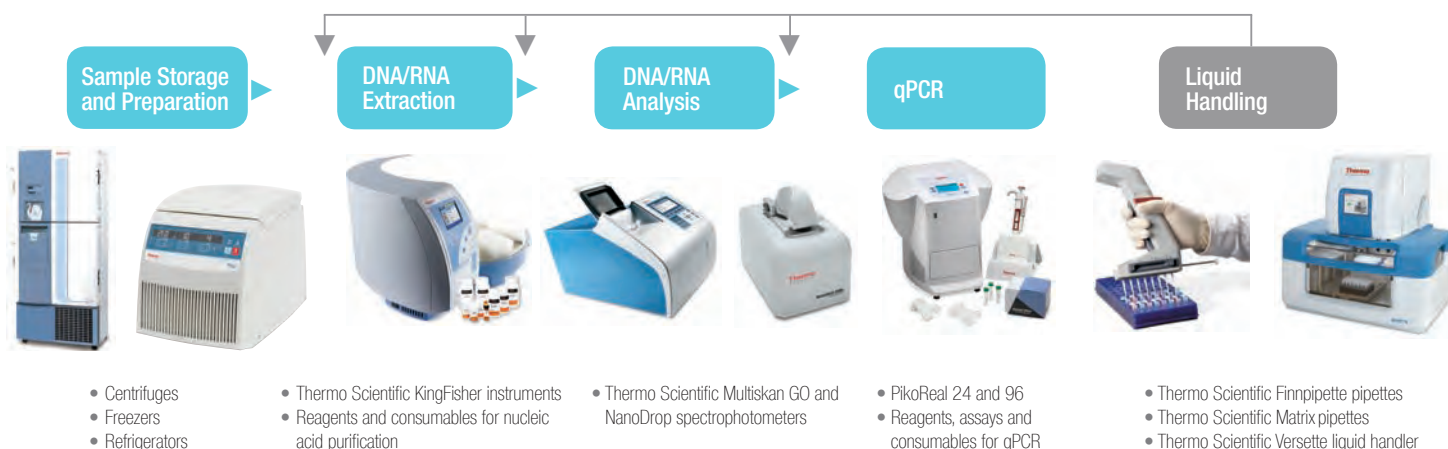 Sample Storage
and Preparation
DNA/RNA
Extraction
DNA/RNA
Analysis
qPCR
Liquid
Handling
Thermo
Thermo
• Centrifuges
• Freezers
• Refrigerators
• Thermo Scientific KingFisher instruments
• Reagents and consumables for nucleic
acid purification
• Thermo Scientific Multiskan GO and
NanoDrop spectrophotometers
• PikoReal 24 and 96
• Reagents, assays and
consumables for qPCR
• Thermo Scientific Finnpipette pipettes
• Thermo Scientific Matrix pipettes
• Thermo Scientific Versette liquid handler